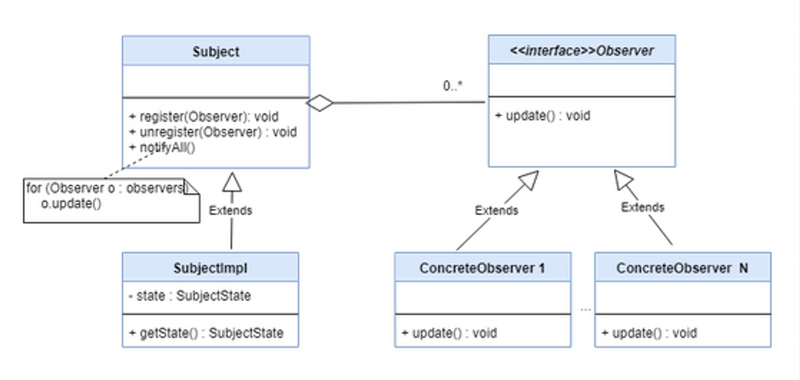 Subject
+ register(Observer): void
+ unregister(Observer) : void
+ notifyAll()
for (Observer o : observers)
o.update()
0..*
<<interface>>Observer
+ update() : void
Extends
Extends
Extends
SubjectImpl
- state : SubjectState
+ getState() : SubjectState
ConcreteObserver 1
+ update() : void
...
ConcreteObserver N
+ update() : void